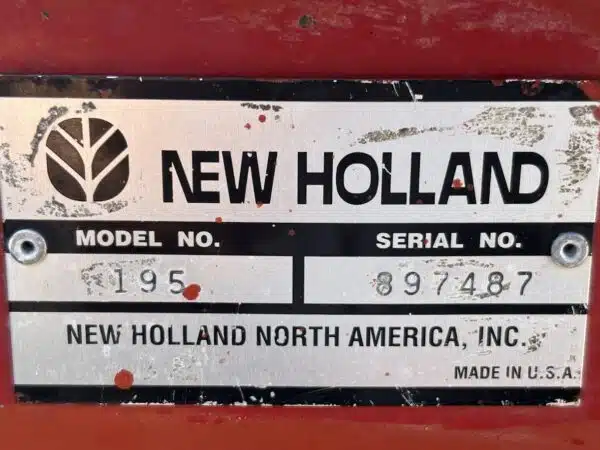 NEW HOLLAND
MODEL NO. SERIAL NO.
195 897487
NEW HOLLAND NORTH AMERICA, INC.
MADE IN U.S.A.